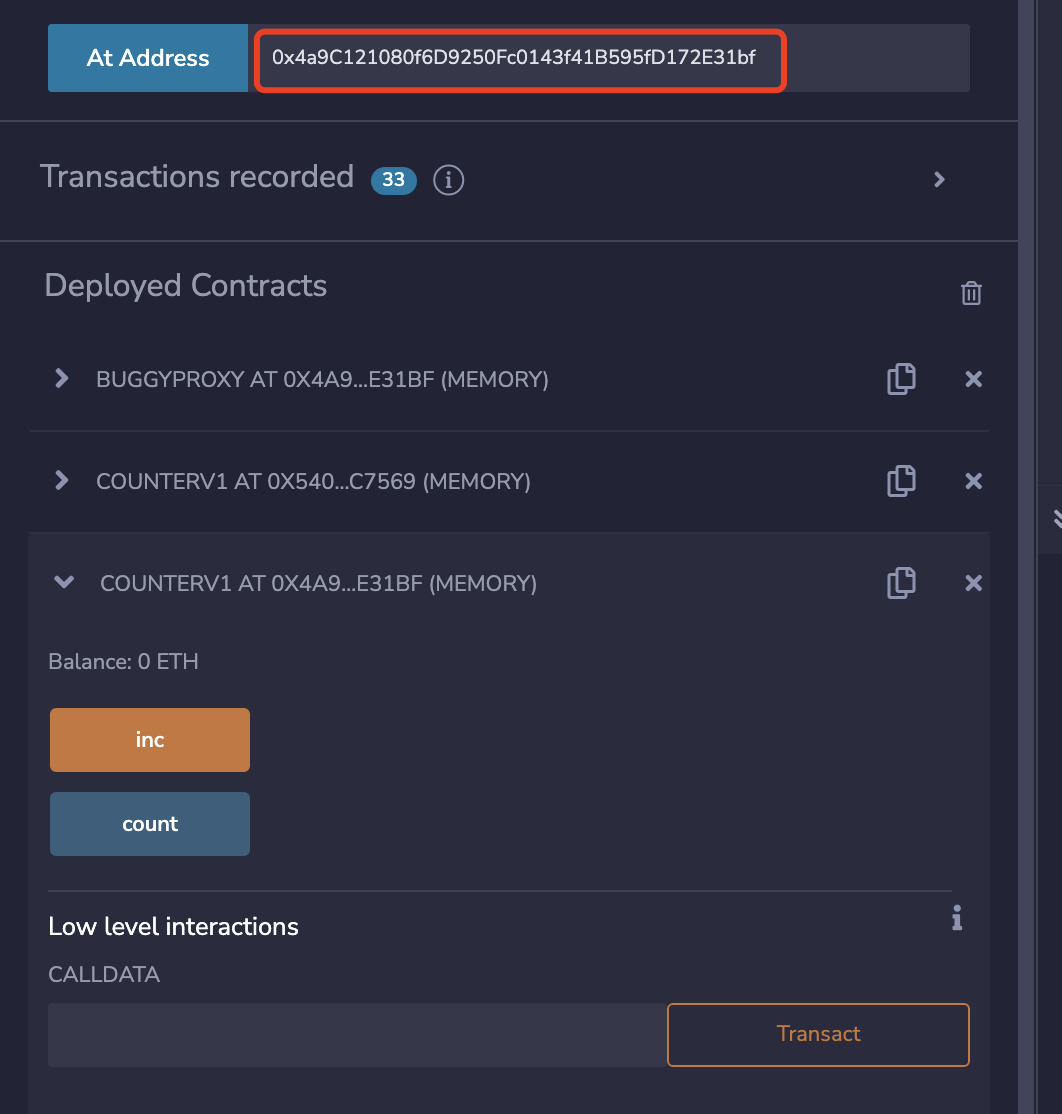 At Address 0x4a9C121080f6D9250Fc0143f41B595fD172E31bf
Transactions recorded 33 i
Deployed Contracts
BUGGYPROXY AT 0X4A9...E31BF (MEMORY)
COUNTERV1 AT 0X540...C7569 (MEMORY)
COUNTERV1 AT 0X4A9...E31BF (MEMORY)
Balance: 0 ETH
inc
count
Low level interactions i
CALLDATA
Transact